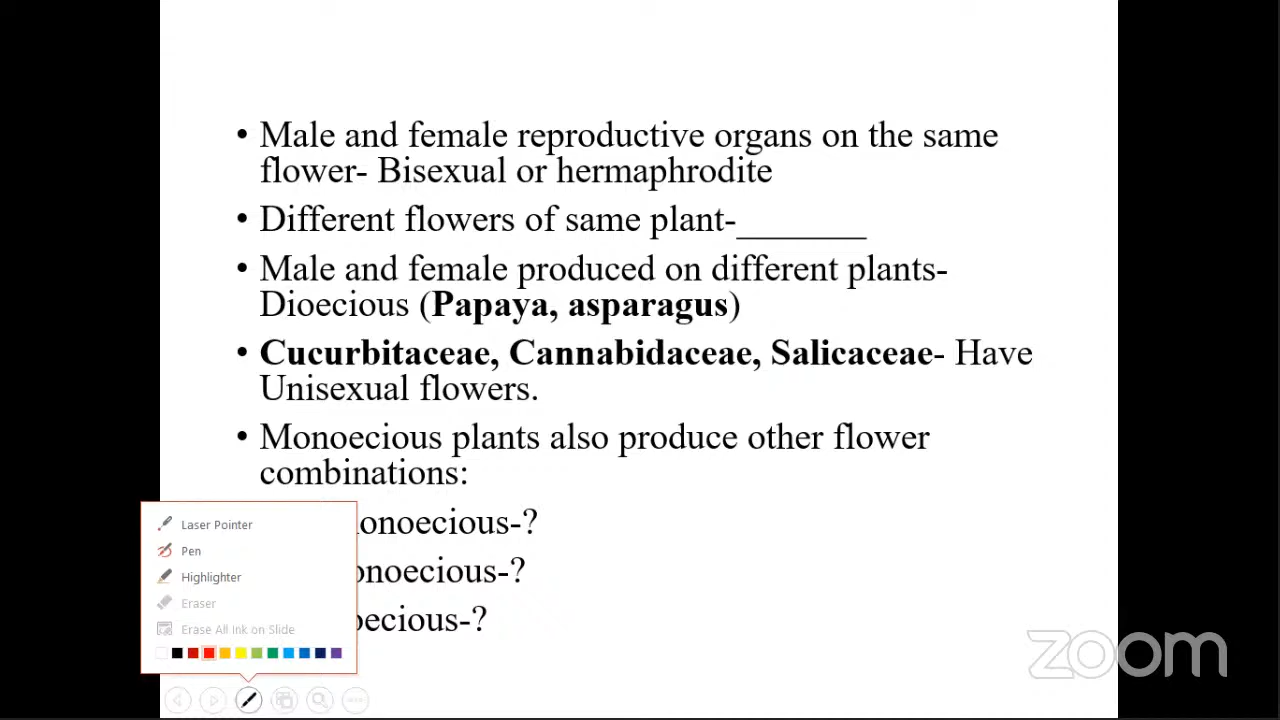 • Male and female reproductive organs on the same
flower- Bisexual or hermaphrodite
• Different flowers of same plant-_______
• Male and female produced on different plants-
Dioecious (Papaya, asparagus)
• Cucurbitaceae, Cannabidaceae, Salicaceae- Have
Unisexual flowers.
• Monoecious plants also produce other flower
combinations:
onoecious-?
onoecious-?
oecious-?
Laser Pointer
Pen
Highlighter
Eraser
Erase All Ink on Slide
zoom